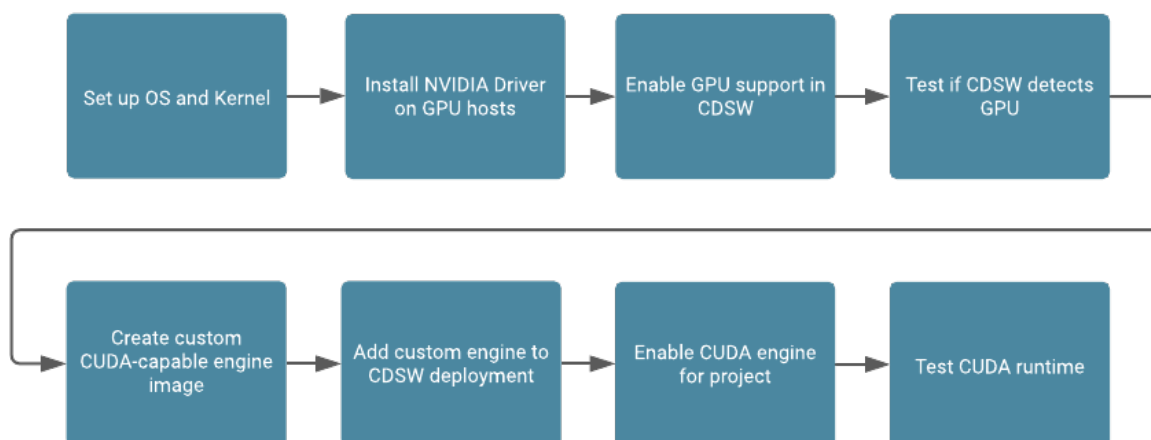 Set up OS and Kernel
Install NVIDIA Driver
on GPU hosts
Enable GPU support in
CDSW
Test if CDSW detects
GPU
Create custom
CUDA-capable engine
image
Add custom engine to
CDSW deployment
Enable CUDA engine
for project
Test CUDA runtime